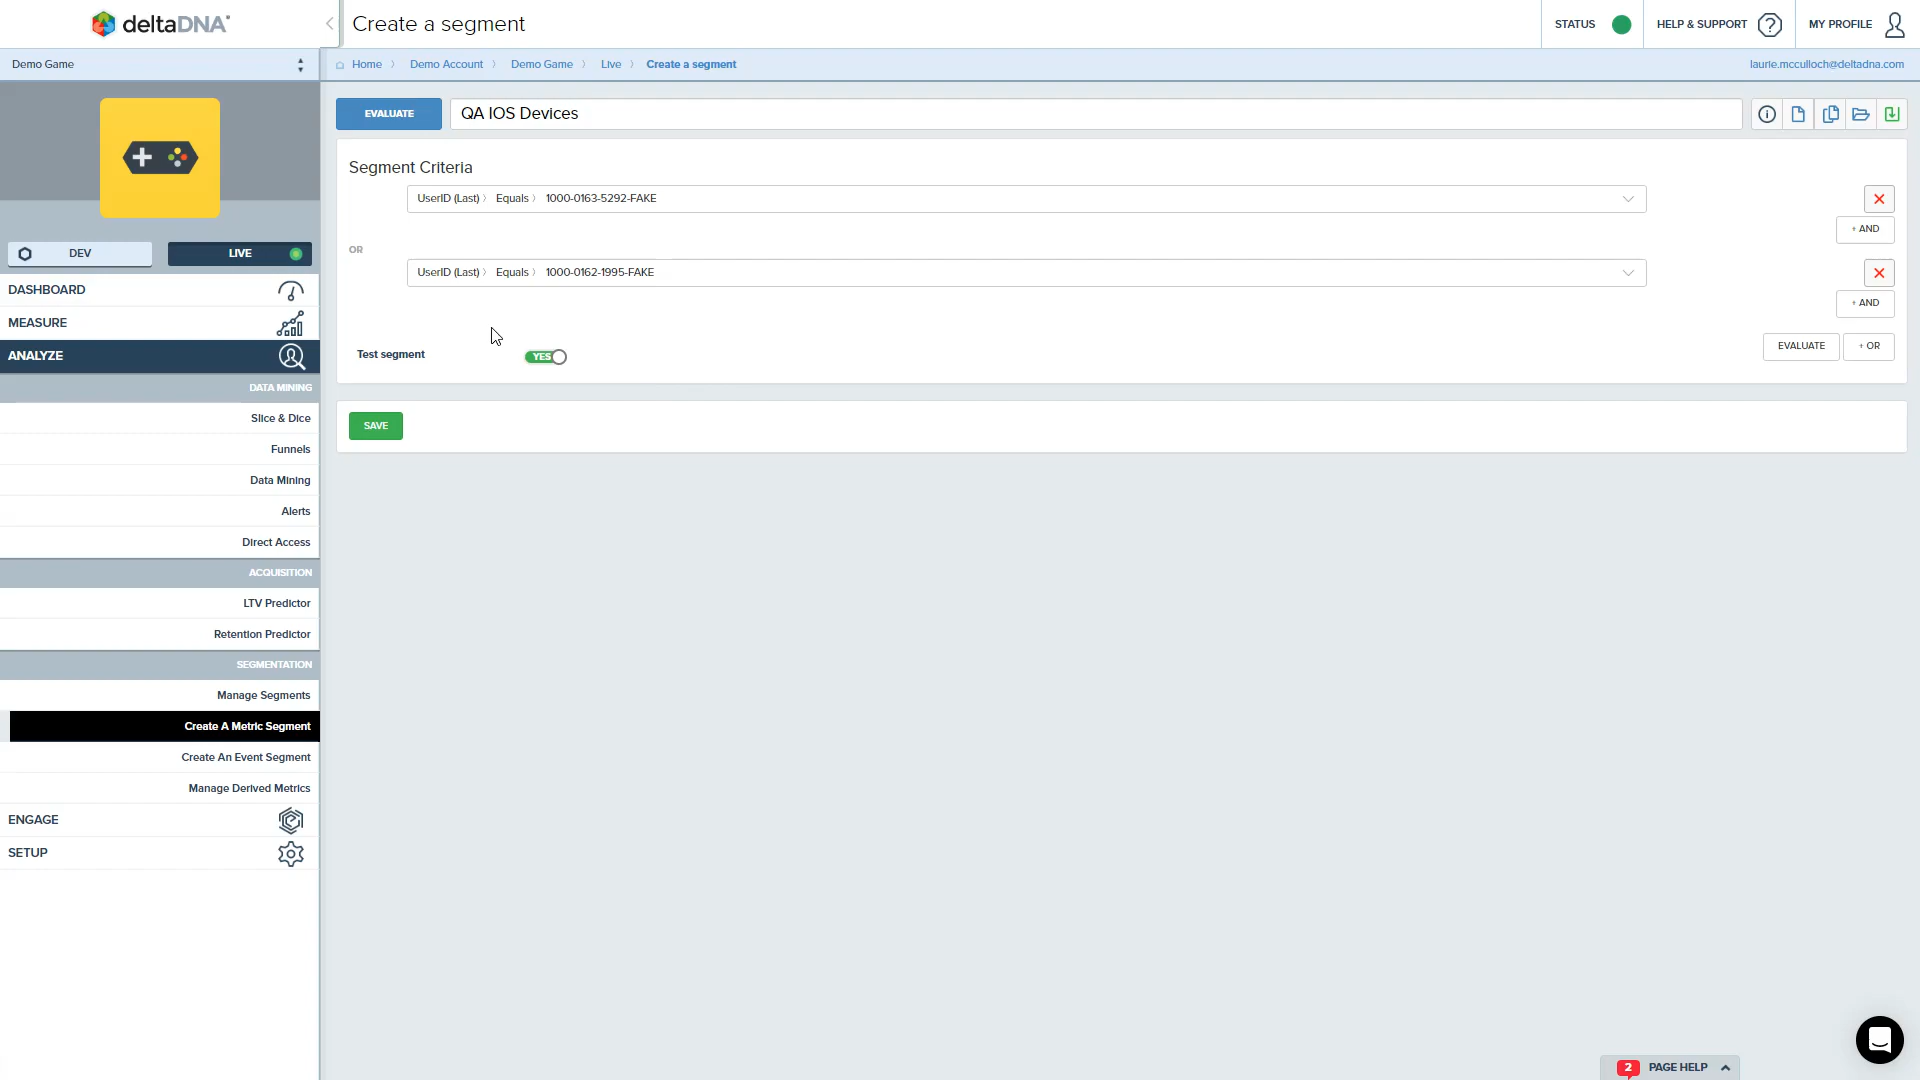 deltaDNA
Create a segment
STATUS
HELP & SUPPORT
MY PROFILE
Demo Game
Home
Demo Account
Demo Game
Live
Create a segment
laurie.mcculloch@deltadna.com
EVALUATE
QA IOS Devices
Segment Criteria
UserID (Last) Equals 1000-0163-5292-FAKE
+ AND
OR
UserID (Last) Equals 1000-0162-1995-FAKE
+ AND
Test segment
YES
EVALUATE
+ OR
SAVE
DEV
LIVE
DASHBOARD
MEASURE
ANALYZE
DATA MINING
Slice & Dice
Funnels
Data Mining
Alerts
Direct Access
ACQUISITION
LTV Predictor
Retention Predictor
SEGMENTATION
Manage Segments
Create A Metric Segment
Create An Event Segment
Manage Derived Metrics
ENGAGE
SETUP
2 PAGE HELP